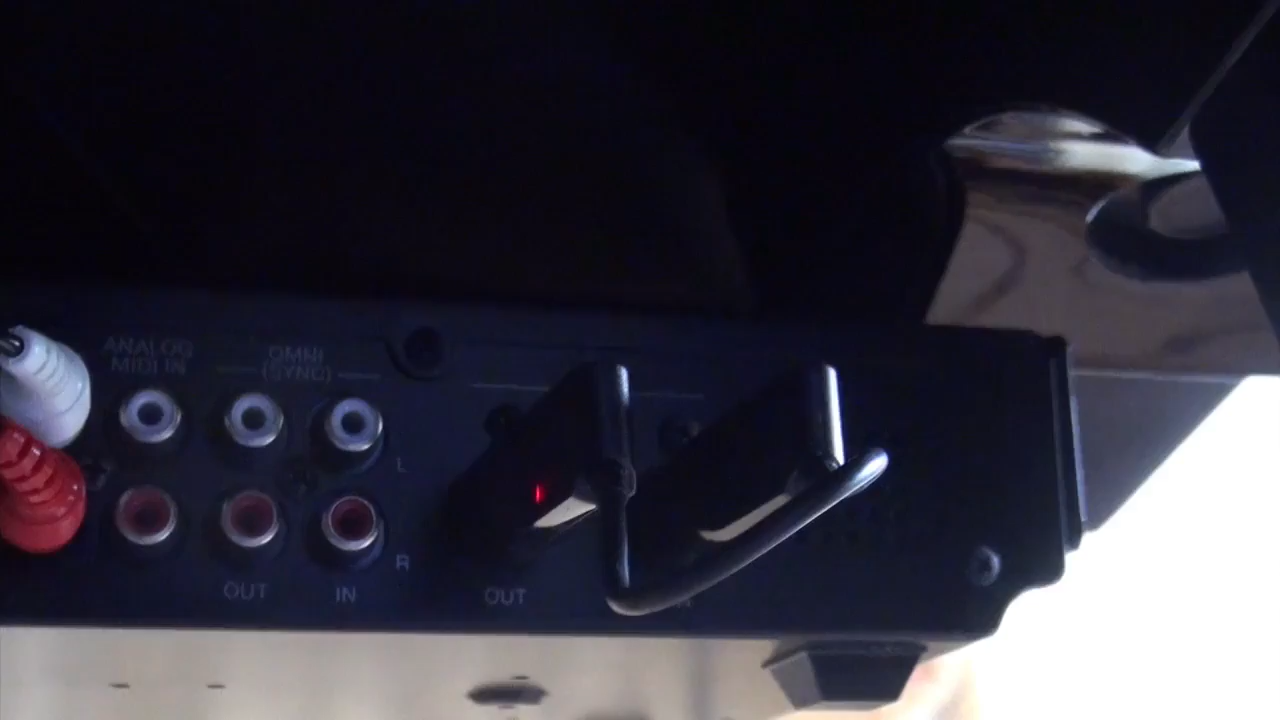 ANALOG
MIDI IN
OMNI
(SYNC)
L
R
OUT
IN
OUT